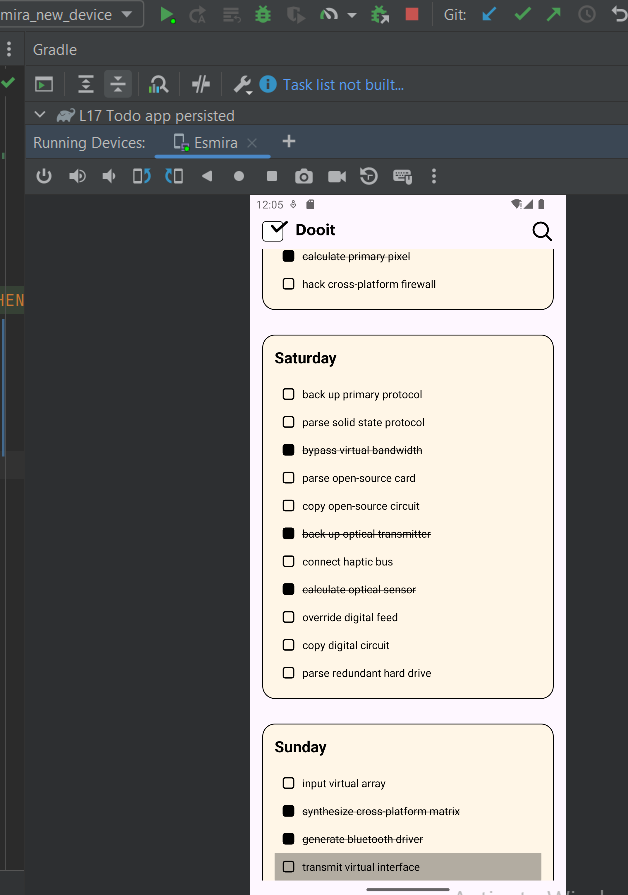 mira_new_device
Git:
Gradle
Task list not built...
L17 Todo app persisted
Running Devices:
Esmira
HEN
12:05
Dooit
calculate primary pixel
hack cross-platform firewall
Saturday
back up primary protocol
parse solid state protocol
bypass virtual bandwidth
parse open-source card
copy open-source circuit
back up optical transmitter
connect haptic bus
calculate optical sensor
override digital feed
copy digital circuit
parse redundant hard drive
Sunday
input virtual array
synthesize cross-platform matrix
generate bluetooth driver
transmit virtual interface